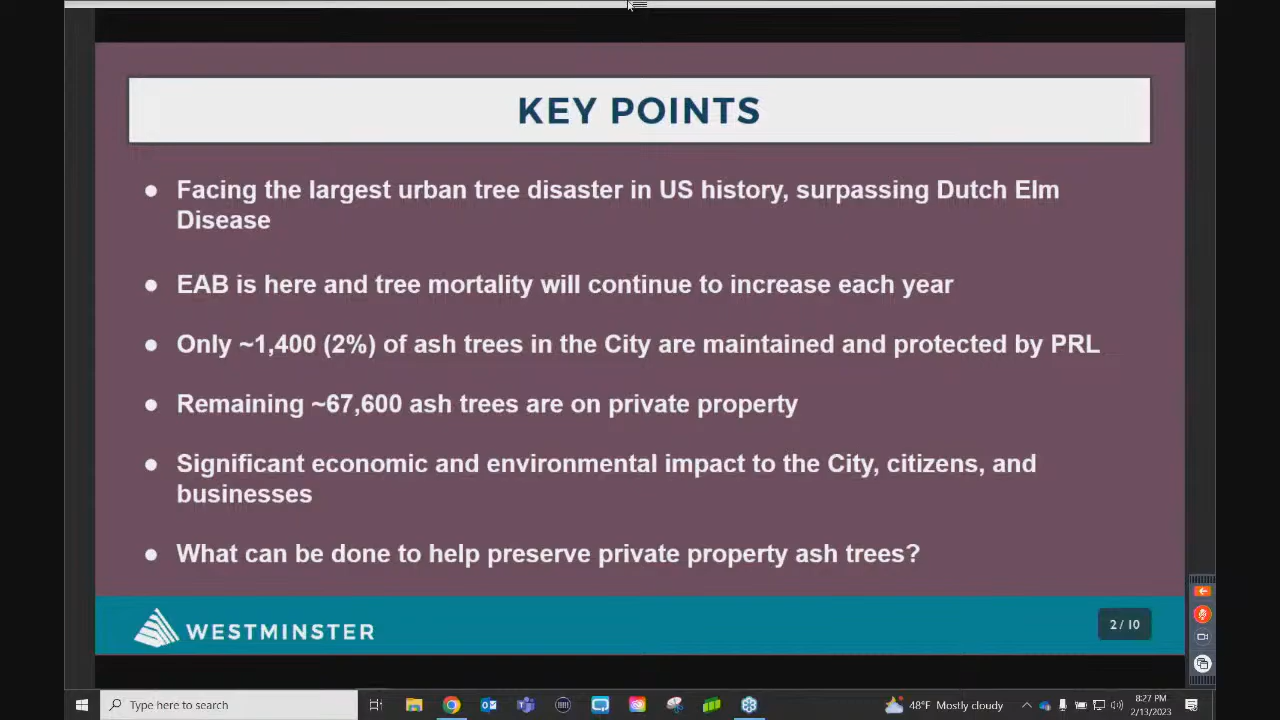 KEY POINTS
● Facing the largest urban tree disaster in US history, surpassing Dutch Elm
Disease
● EAB is here and tree mortality will continue to increase each year
● Only ~1,400 (2%) of ash trees in the City are maintained and protected by PRL
● Remaining ~67,600 ash trees are on private property
● Significant economic and environmental impact to the City, citizens, and
businesses
● What can be done to help preserve private property ash trees?
WESTMINSTER
2 / 10
Type here to search
48°F Mostly cloudy
8:27 PM
2/13/2023